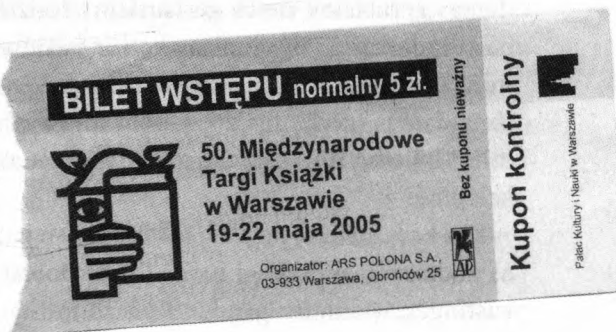 BILET WSTĘPU normalny 5 zł.
50. Międzynarodowe
Targi Książki
w Warszawie
19-22 maja 2005
Organizator: ARS POLONA S.A.,
03-933 Warszawa, Obrońców 25
Bez kuponu nieważny
AP
Kupon kontrolny
Pałac Kultury i Nauki w Warszawie